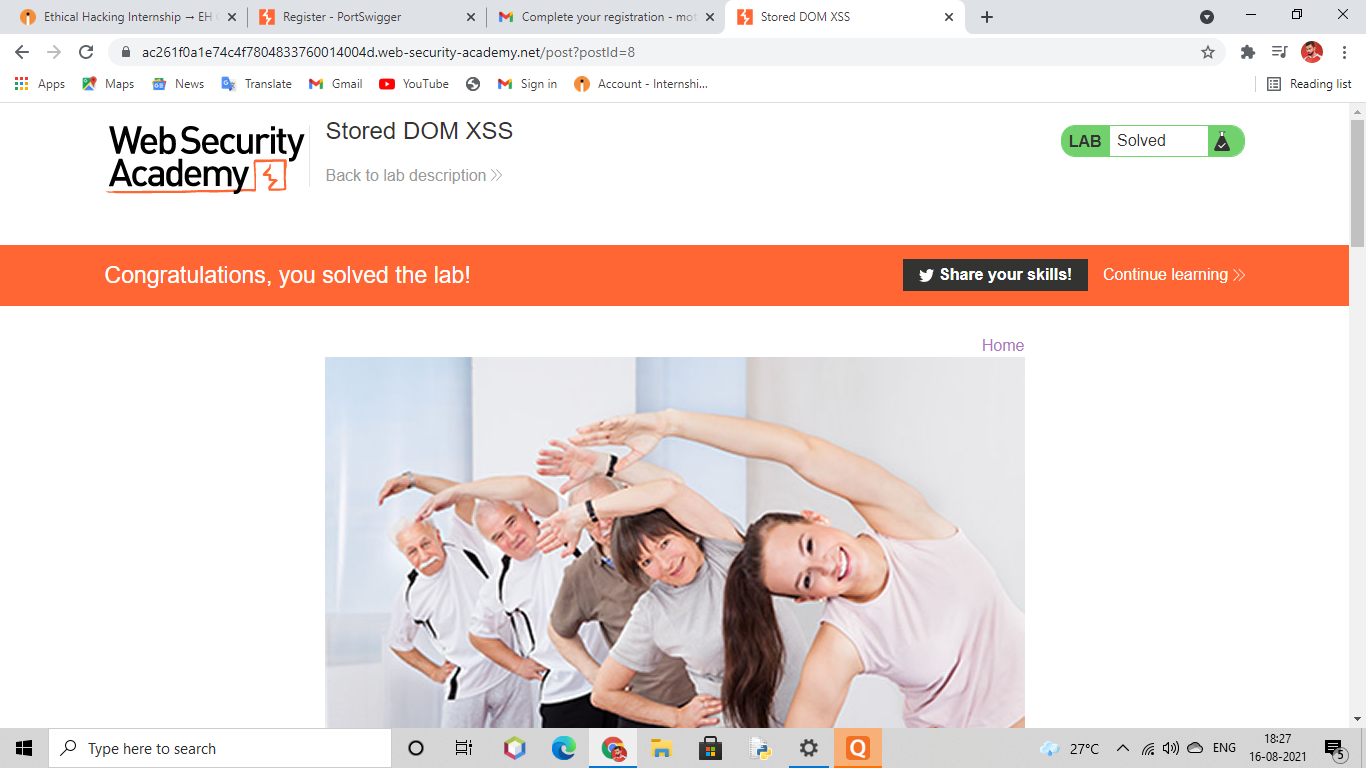 Ethical Hacking Internship → EH
Register - PortSwigger
Complete your registration - mot
Stored DOM XSS
ac261f0a1e74c4f7804833760014004d.web-security-academy.net/post?postId=8
Apps
Maps
News
Translate
Gmail
YouTube
Sign in
Account - Internshi...
Reading list
Web Security
Academy
Stored DOM XSS
Back to lab description
LAB
Solved
Congratulations, you solved the lab!
Share your skills!
Continue learning
Home
Type here to search
27°C
ENG
18:27
16-08-2021
5